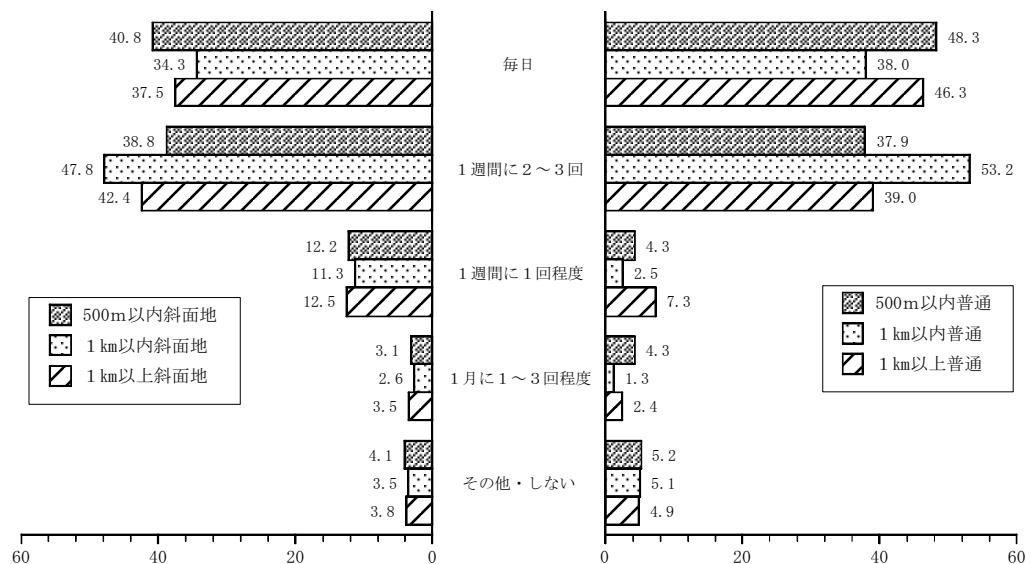 40.8 毎日 48.3
34.3 38.0
37.5 46.3
38.8 37.9
47.8 １週間に２～３回 53.2
42.4 39.0
12.2 4.3
11.3 １週間に１回程度 2.5
12.5 7.3
500ｍ以内斜面地
１㎞以内斜面地
１㎞以上斜面地
500ｍ以内普通
１㎞以内普通
１㎞以上普通
3.1 4.3
2.6 １月に１～３回程度 1.3
3.5 2.4
4.1 5.2
3.5 その他・しない 5.1
3.8 4.9
60 40 20 0 0 20 40 60